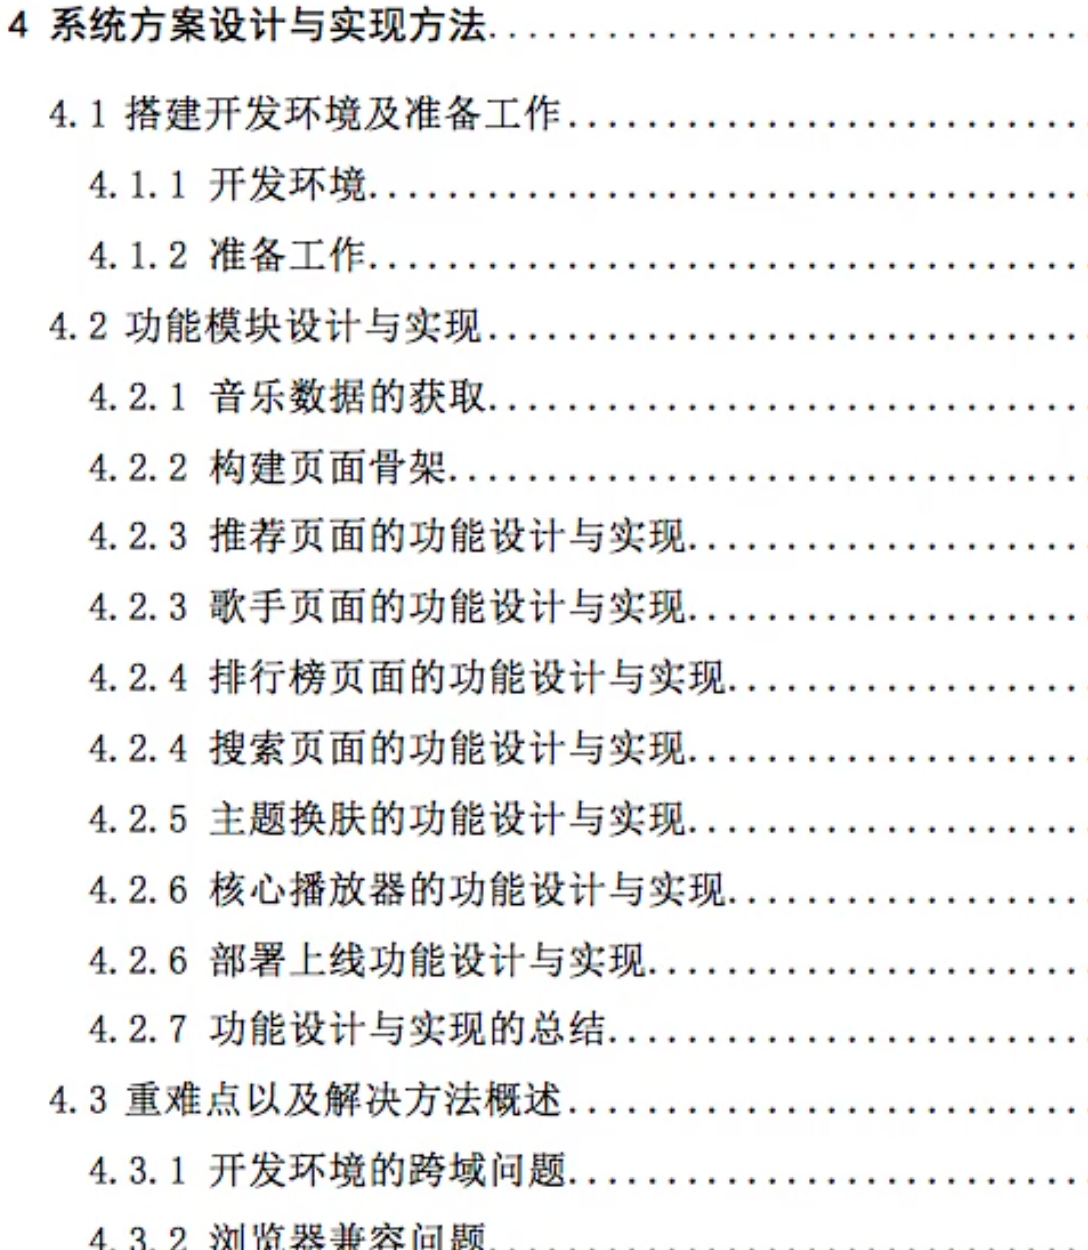 4 系统方案设计与实现方法..............................
4.1 搭建开发环境及准备工作..........................
4.1.1 开发环境....................................
4.1.2 准备工作....................................
4.2 功能模块设计与实现..............................
4.2.1 音乐数据的获取..............................
4.2.2 构建页面骨架................................
4.2.3 推荐页面的功能设计与实现....................
4.2.3 歌手页面的功能设计与实现....................
4.2.4 排行榜页面的功能设计与实现..................
4.2.4 搜索页面的功能设计与实现....................
4.2.5 主题换肤的功能设计与实现....................
4.2.6 核心播放器的功能设计与实现..................
4.2.6 部署上线功能设计与实现......................
4.2.7 功能设计与实现的总结........................
4.3 重难点以及解决方法概述..........................
4.3.1 开发环境的跨域问题..........................
4.3.2 浏览器兼容问题..............................